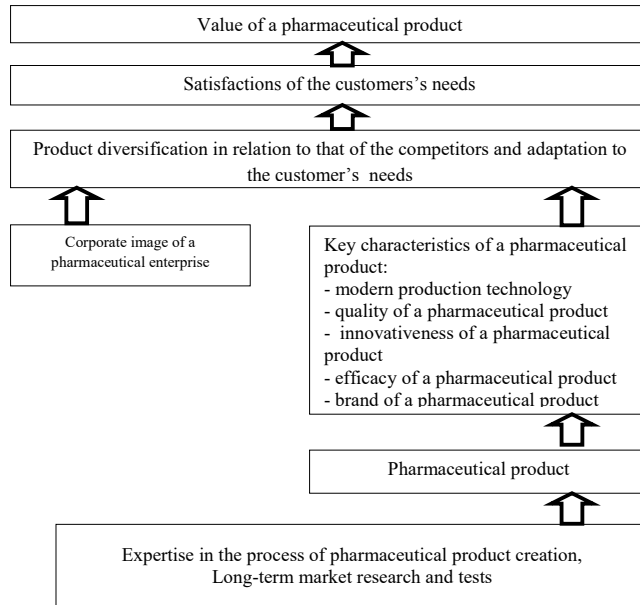 Value of a pharmaceutical product
Satisfactions of the customers's needs
Product diversification in relation to that of the competitors and adaptation to
the customer's needs
Corporate image of a
pharmaceutical enterprise
Key characteristics of a pharmaceutical
product:
- modern production technology
- quality of a pharmaceutical product
- innovativeness of a pharmaceutical
product
- efficacy of a pharmaceutical product
- brand of a pharmaceutical product
Pharmaceutical product
Expertise in the process of pharmaceutical product creation,
Long-term market research and tests